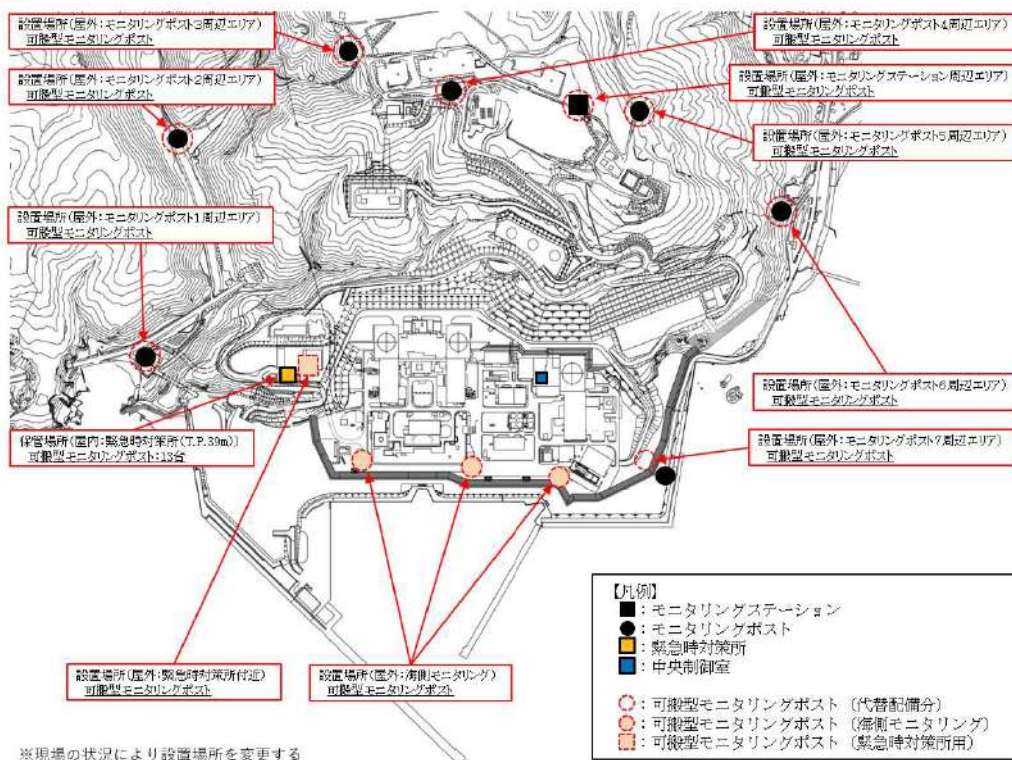 設置場所(屋外:モニタリングポスト3周辺エリア)
可搬型モニタリングポスト
設置場所(屋外:モニタリングポスト4周辺エリア)
可搬型モニタリングポスト
設置場所(屋外:モニタリングポスト2周辺エリア)
可搬型モニタリングポスト
設置場所(屋外:モニタリングステーション周辺エリア)
可搬型モニタリングポスト
設置場所(屋外:モニタリングポスト5周辺エリア)
可搬型モニタリングポスト
設置場所(屋外:モニタリングポスト1周辺エリア)
可搬型モニタリングポスト
設置場所(屋外:モニタリングポスト6周辺エリア)
可搬型モニタリングポスト
保管場所(屋内:緊急時対策所(T.P.39m))
可搬型モニタリングポスト:13台
設置場所(屋外:モニタリングポスト7周辺エリア)
可搬型モニタリングポスト
設置場所(屋外:緊急時対策所付近)
可搬型モニタリングポスト
設置場所(屋外:海側モニタリング)
可搬型モニタリングポスト
【凡例】
■:モニタリングステーション
●:モニタリングポスト
:緊急時対策所
:中央制御室
:可搬型モニタリングポスト(代替配備分)
:可搬型モニタリングポスト(海側モニタリング)
:可搬型モニタリングポスト(緊急時対策所用)
※現場の状況により設置場所を変更する